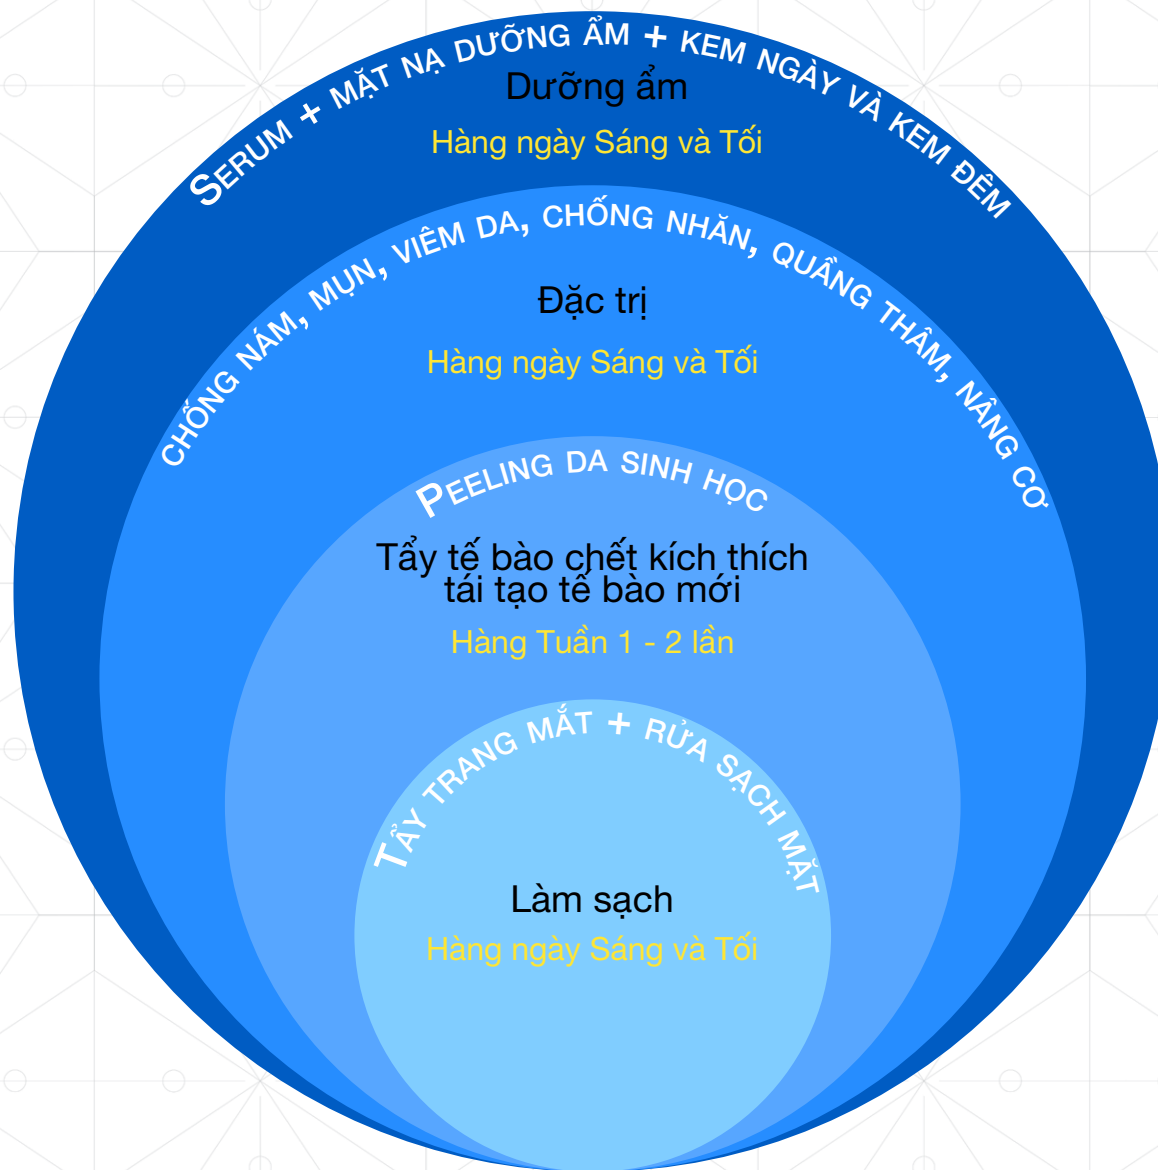 SERUM + MẶT NẠ DƯỠNG ẨM + KEM NGÀY VÀ KEM ĐÊM
Dưỡng ẩm
Hàng ngày Sáng và Tối
CHỐNG NÁM, MỤN, VIÊM DA, CHỐNG NHĂN, QUẦNG THÂM, NÂNG CƠ
Đặc trị
Hàng ngày Sáng và Tối
PEELING DA SINH HỌC
Tẩy tế bào chết kích thích
tái tạo tế bào mới
Hàng Tuần 1 - 2 lần
TẨY TRANG MẮT + RỬA SẠCH MẶT
Làm sạch
Hàng ngày Sáng và Tối